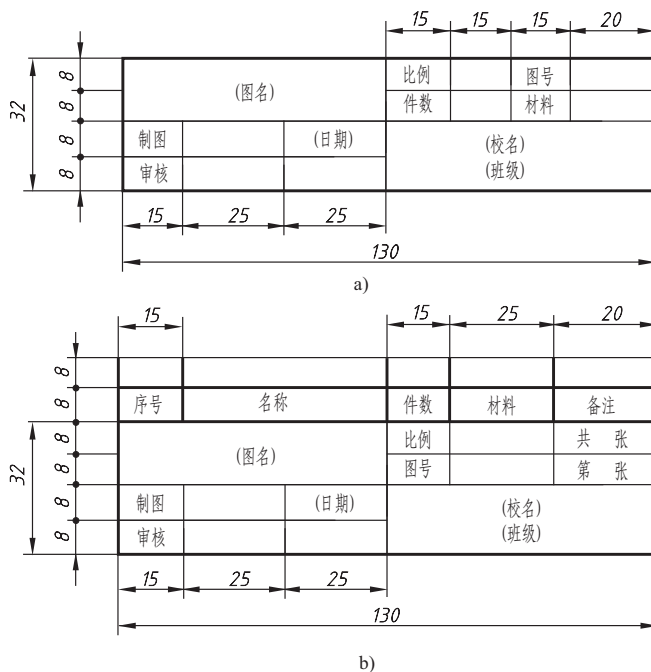 15 15 15 20
8 比例 图号
32 (图名)
8 件数 材料
8 制图 (日期) (校名)
8 审核 (班级)
15 25 25
130
a)
15 15 25 20
8
8 序号 名称 件数 材料 备注
8 比例 共 张
32 (图名)
8 图号 第 张
8 制图 (日期) (校名)
8 审核 (班级)
15 25 25
130
b)